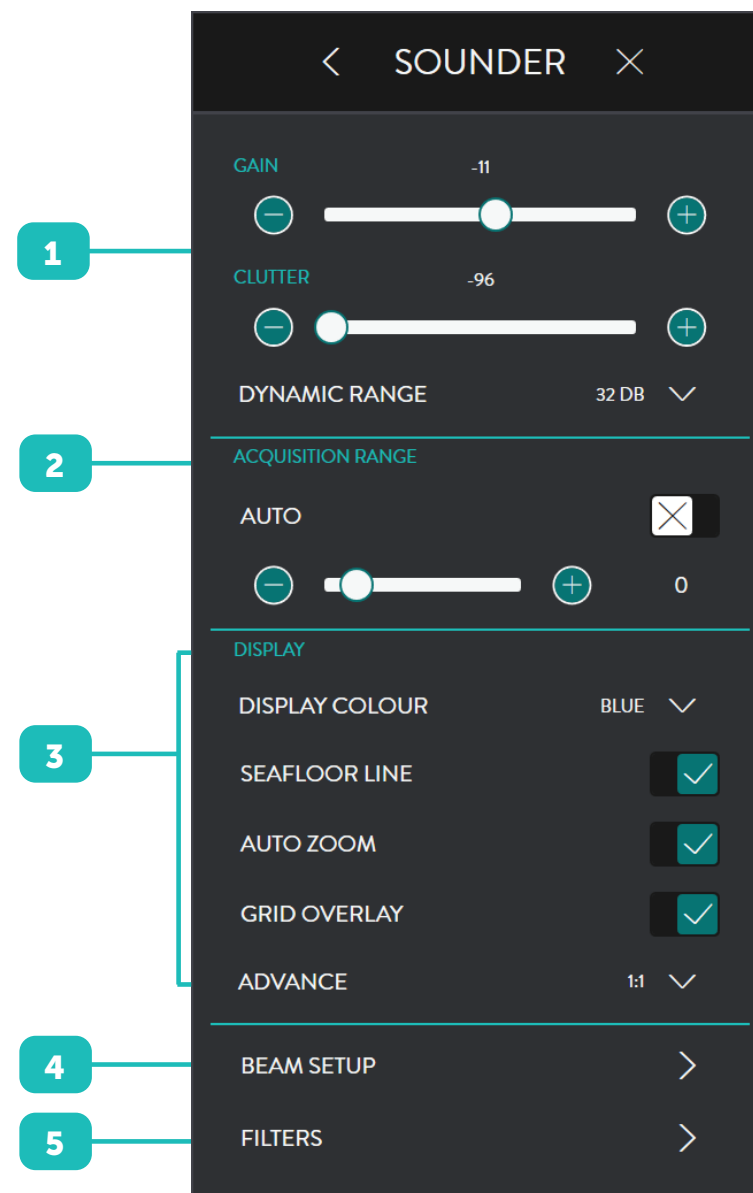 SOUNDER
GAIN -11
1
CLUTTER -96
DYNAMIC RANGE 32 DB
2 ACQUISITION RANGE
AUTO
0
DISPLAY
DISPLAY COLOUR BLUE
3
SEAFLOOR LINE
AUTO ZOOM
GRID OVERLAY
ADVANCE 1:1
4 BEAM SETUP
5 FILTERS